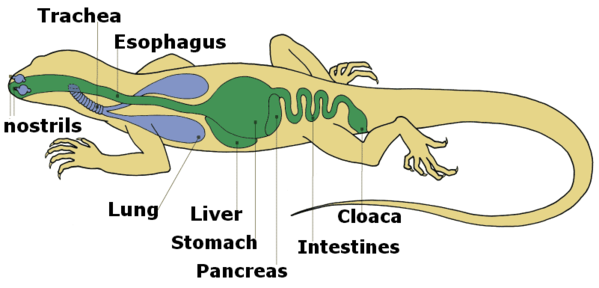 Trachea
Esophagus
nostrils
Lung
Liver
Cloaca
Stomach
Intestines
Pancreas